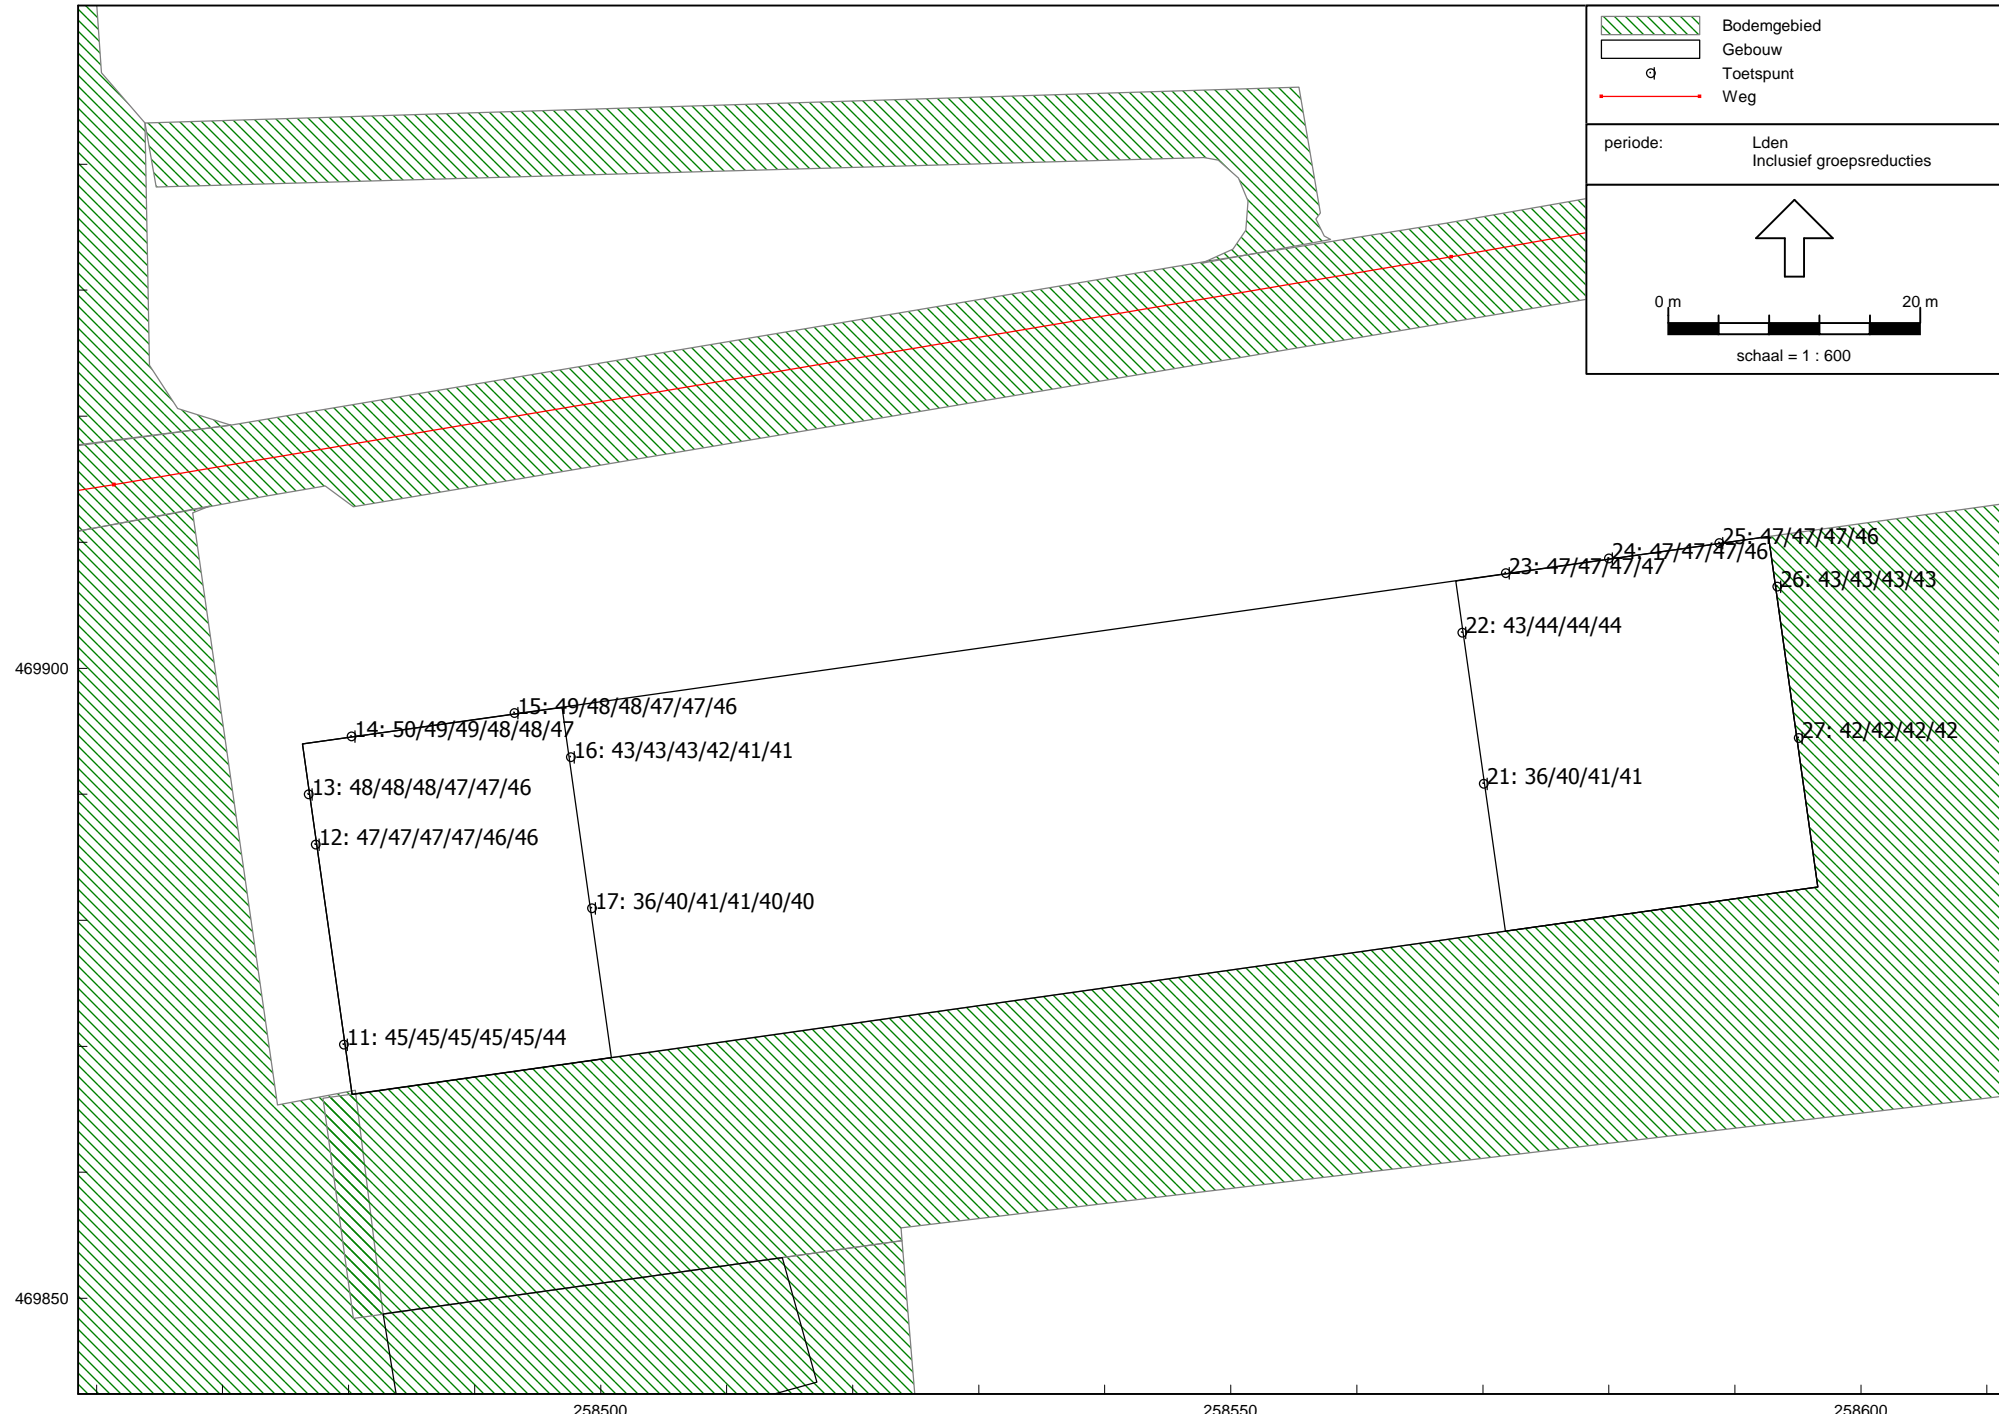 Bodemgebied
Gebouw
Toetspunt
Weg
periode: Lden
Inclusief groepsreducties
0 m 20 m
schaal = 1 : 600
25: 47/47/47/46
24: 47/47/47/46
23: 47/47/47/47
26: 43/43/43/43
22: 43/44/44/44
469900
15: 49/48/48/47/47/46
14: 50/49/49/48/48/47
27: 42/42/42/42
16: 43/43/43/42/41/41
21: 36/40/41/41
13: 48/48/48/47/47/46
12: 47/47/47/47/46/46
17: 36/40/41/41/40/40
11: 45/45/45/45/45/44
469850
258500 258550 258600